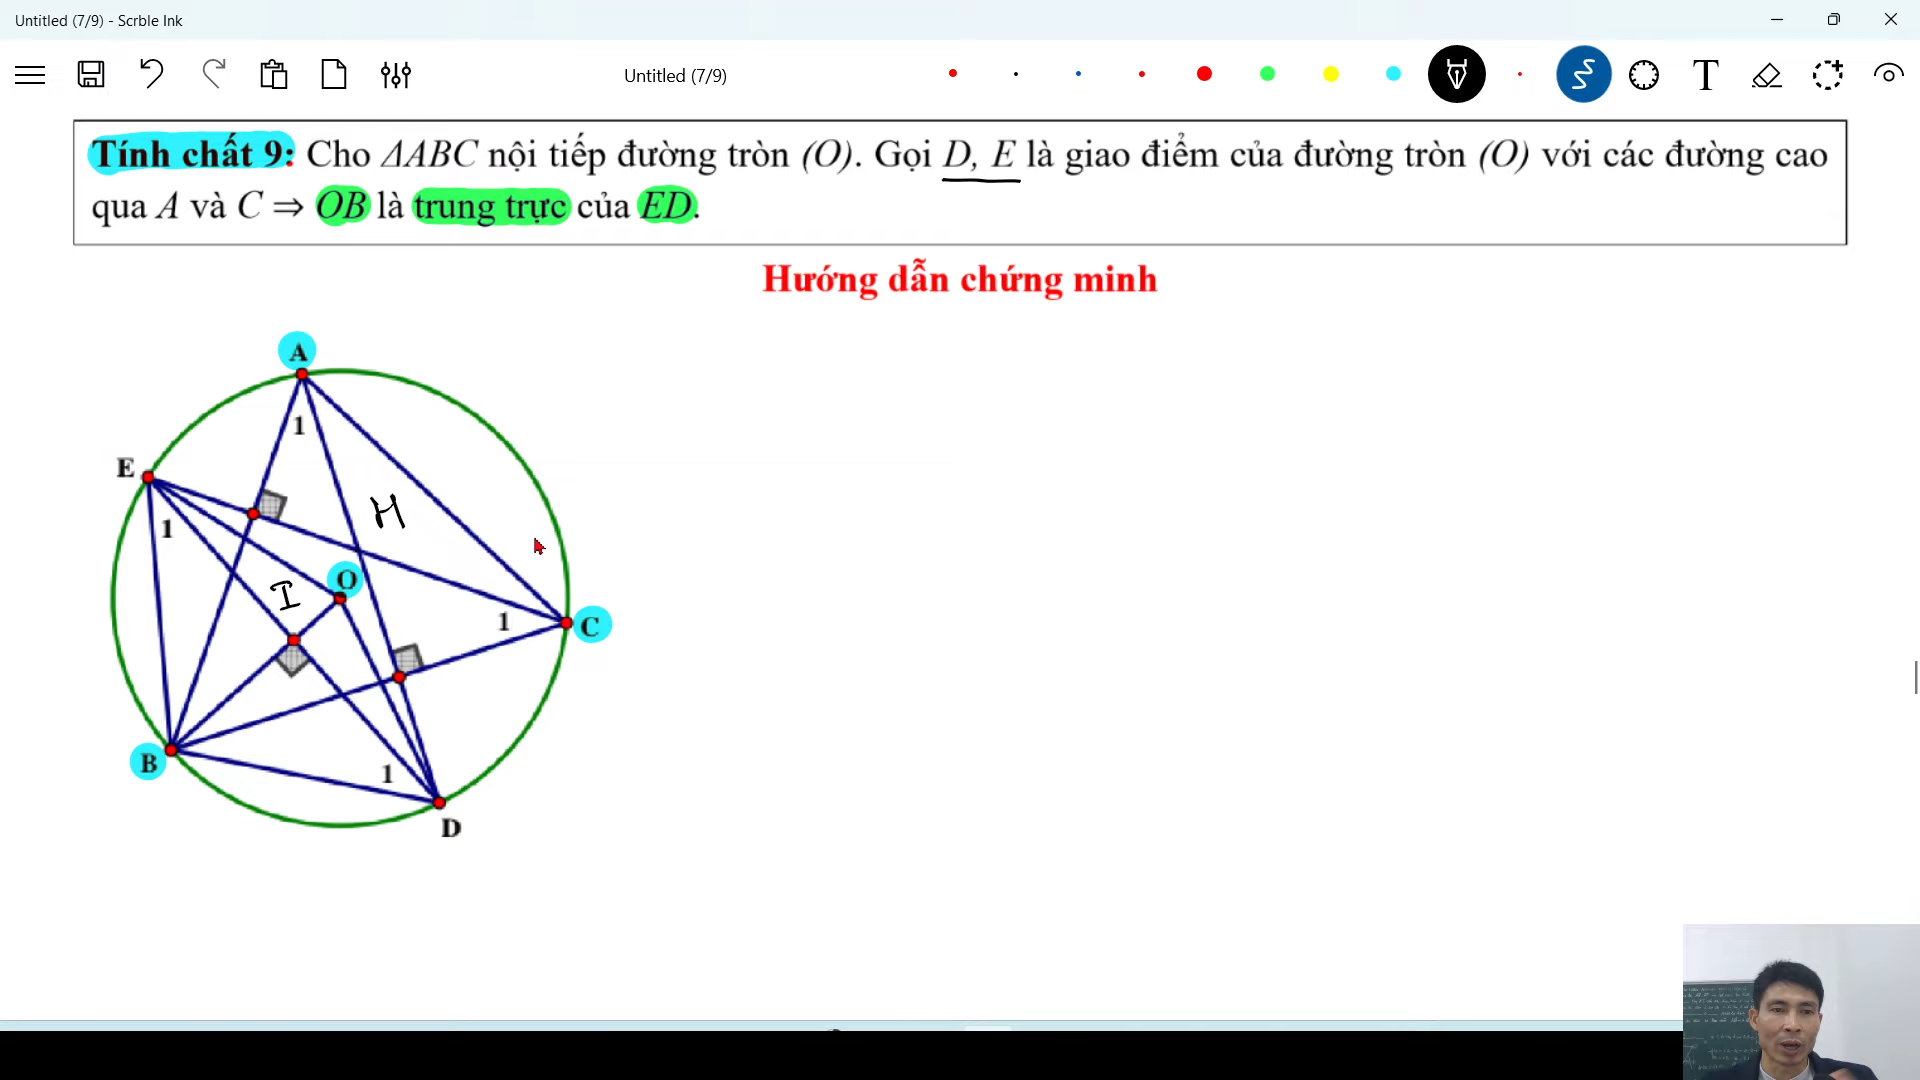 Untitled (7/9) - Scrble Ink
Untitled (7/9)
T
Tính chất 9: Cho ΔABC nội tiếp đường tròn (O). Gọi D, E là giao điểm của đường tròn (O) với các đường cao
qua A và C ⇒ OB là trung trực của ED.
Hướng dẫn chứng minh
A
1
E
H
1
O
I
1
C
B
1
D